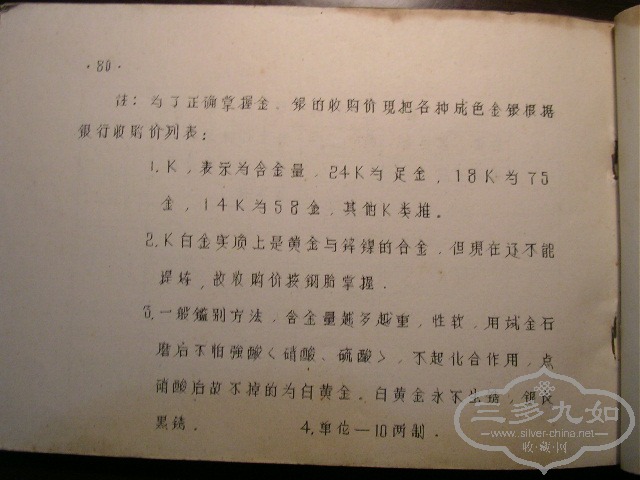 ·80·
注：为了正确掌握金、银的收购价现把各种成色金银根据
银行收购价列表：
1.K，表示为含金量，24K为足金，18K为75
金，14K为58金，其他K类推。
2.K白金实质上是黄金与锌镍的合金，但现在还不能
提炼，故收购价按铜胎掌握．
3.一般鉴别方法，含金量越多越重，性软，用试金石
磨后不怕强酸〈硝酸、硫酸〉，不起化合作用，点
硝酸后放不掉的为白黄金。白黄金永不生锈，银
黑锈． 4.单位—10两制．
三多九如
www.silver-china.net
收·藏·网